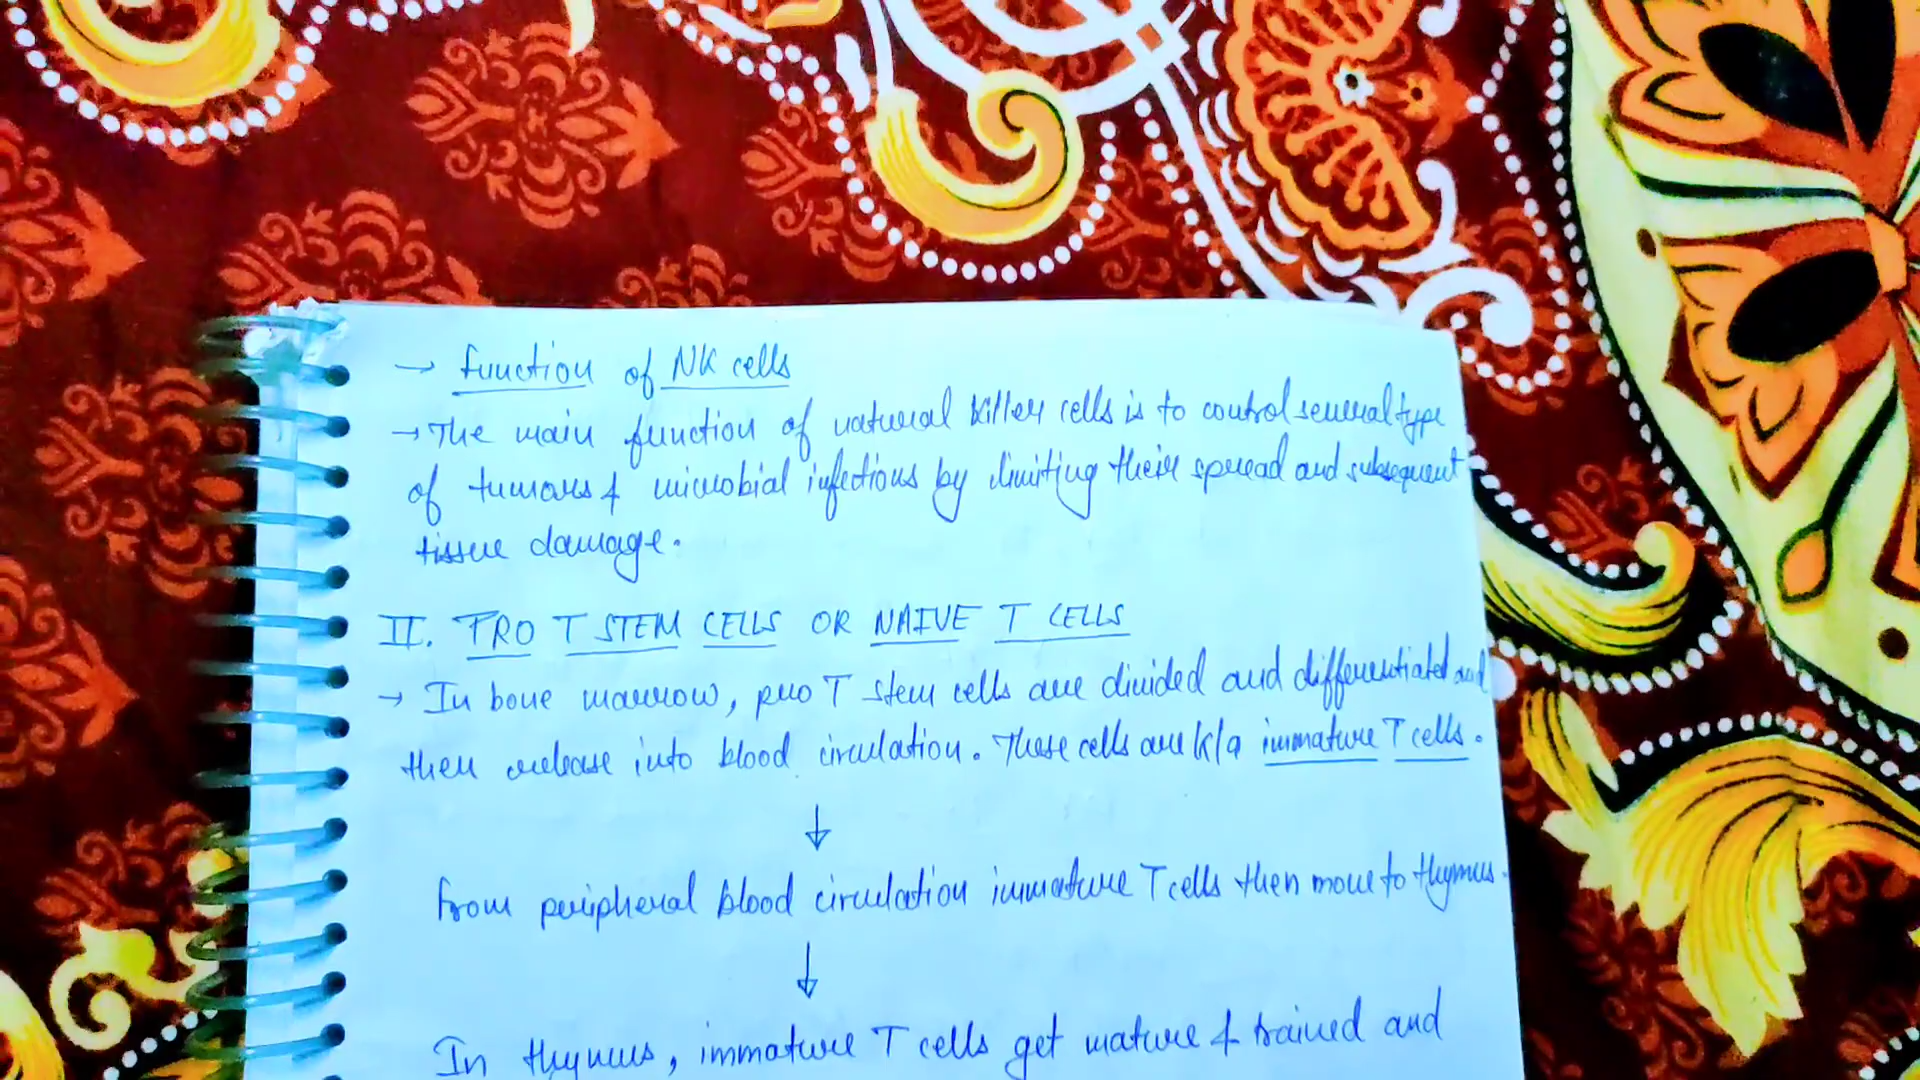 → Function of NK cells
→ The main function of natural killer cells is to control several type
of tumors & microbial infections by limiting their spread and subsequent
tissue damage.
II. PRO T STEM CELLS OR NAIVE T CELLS
→ In bone marrow, pro T stem cells are divided and differentiated and
then release into blood circulation. These cells are k/a immature T cells.
↓
From peripheral blood circulation immature T cells then move to thymus.
↓
In thymus, immature T cells get mature & trained and